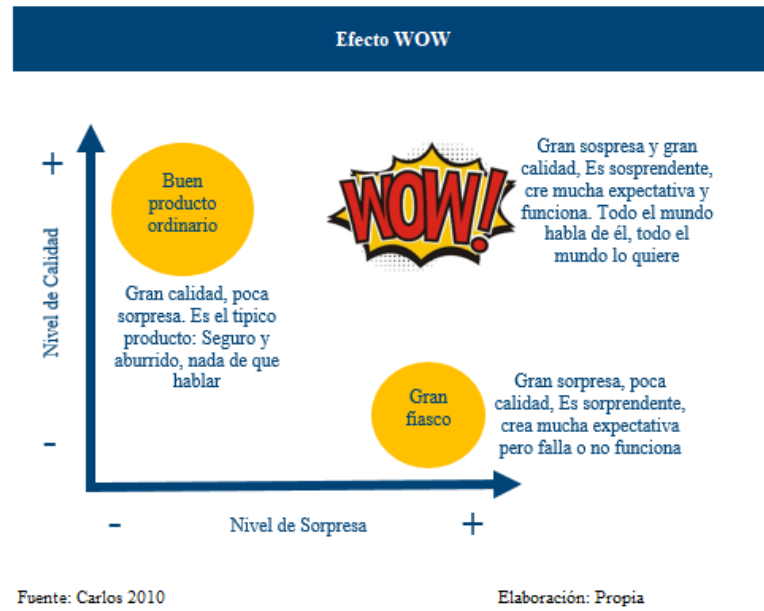 Efecto WOW
+
Nivel de Calidad
-
Buen
producto
ordinario
Gran calidad, poca
sorpresa. Es el típico
producto: Seguro y
aburrido, nada de que
hablar
WOW!
Gran sospresa y gran
calidad, Es sosprendente,
cre mucha expectativa y
funciona. Todo el mundo
habla de él, todo el
mundo lo quiere
Gran
fiasco
Gran sorpresa, poca
calidad, Es sorprendente,
crea mucha expectativa
pero falla o no funciona
-
Nivel de Sorpresa
+
Fuente: Carlos 2010
Elaboración: Propia